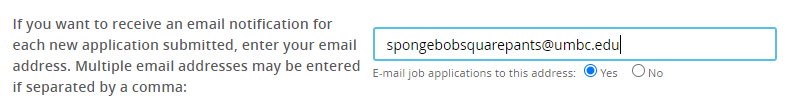 If you want to receive an email notification for
each new application submitted, enter your email
address. Multiple email addresses may be entered
if separated by a comma:
spongebobsquarepants@umbc.edu
E-mail job applications to this address: Yes No